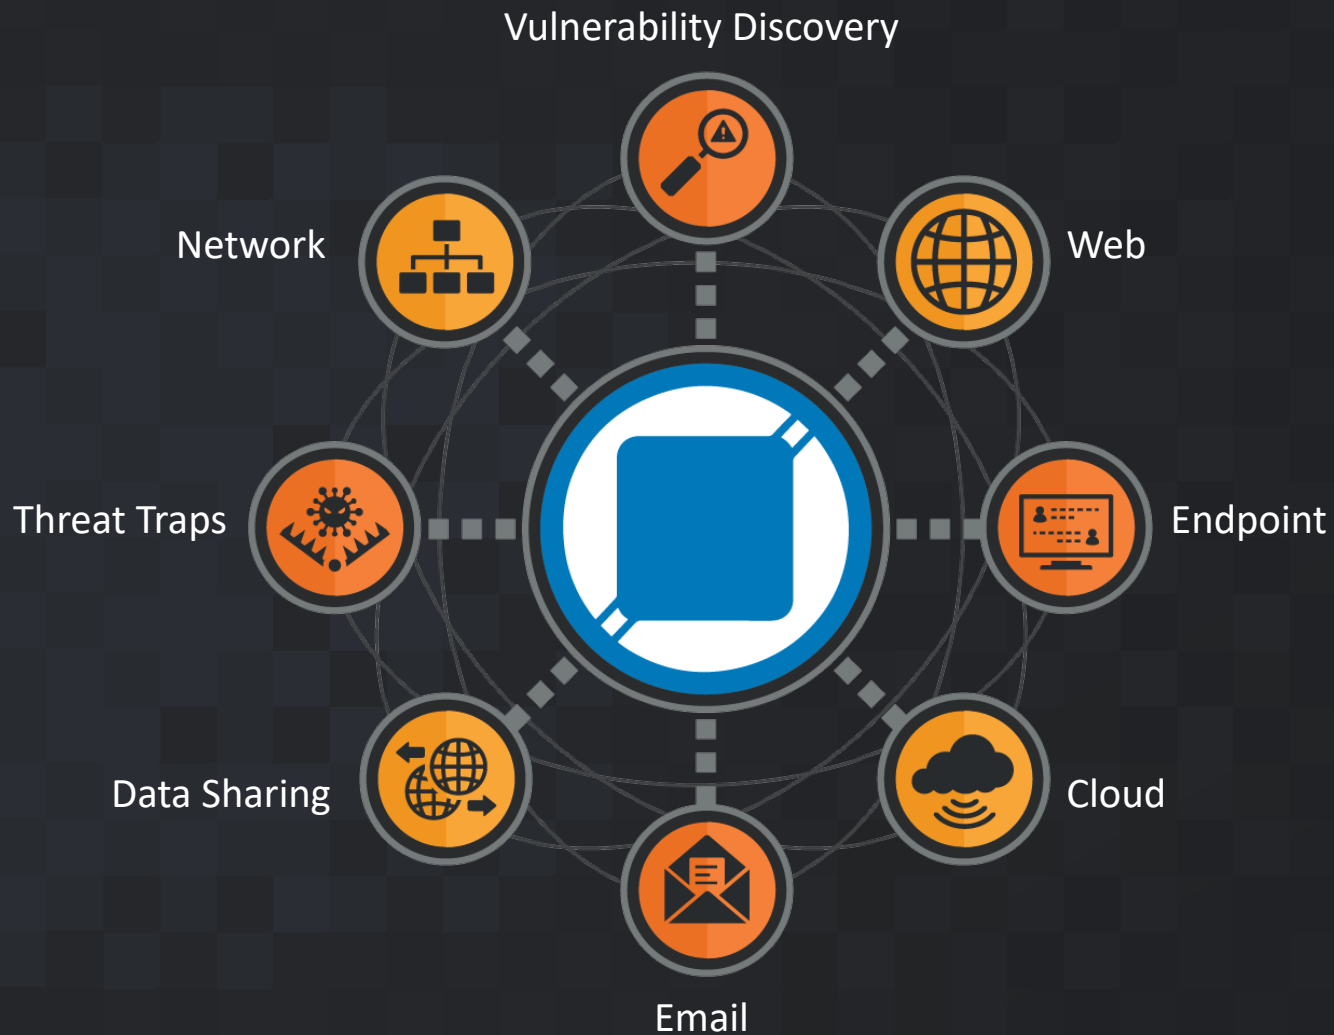 Vulnerability Discovery
Network
Web
Threat Traps
Endpoint
Data Sharing
Cloud
Email